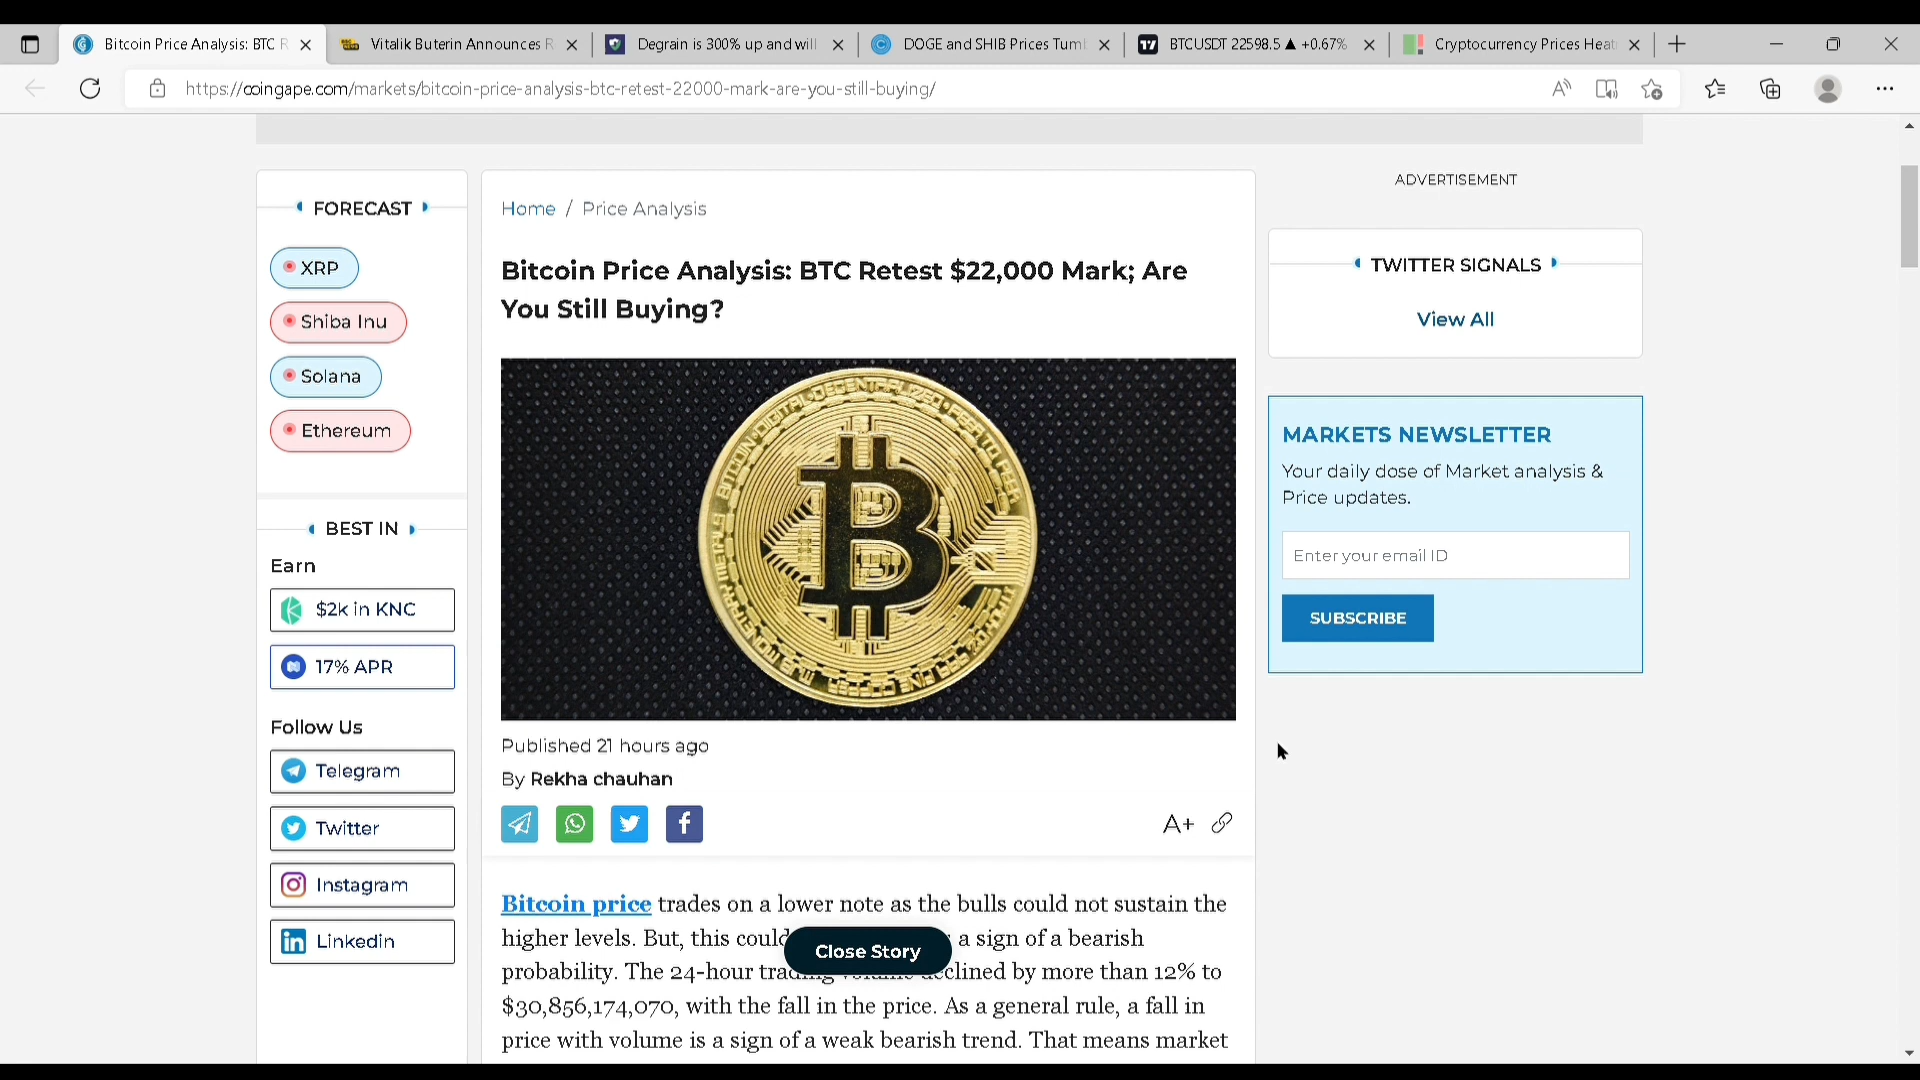 Bitcoin Price Analysis: BTC R
Vitalik Buterin Announces R
Degrain is 300% up and will
DOGE and SHIB Prices Tuml
BTCUSDT 22598.5 ▲ +0.67%
Cryptocurrency Prices Heat
https://coingape.com/markets/bitcoin-price-analysis-btc-retest-22000-mark-are-you-still-buying/
FORECAST
XRP
Shiba Inu
Solana
Ethereum
BEST IN
Earn
$2k in KNC
17% APR
Follow Us
Telegram
Twitter
Instagram
Linkedin
Home / Price Analysis
Bitcoin Price Analysis: BTC Retest $22,000 Mark; Are
You Still Buying?
Published 21 hours ago
By Rekha chauhan
A+
Bitcoin price trades on a lower note as the bulls could not sustain the
higher levels. But, this could a sign of a bearish
Close Story
probability. The 24-hour trading volume declined by more than 12% to
$30,856,174,070, with the fall in the price. As a general rule, a fall in
price with volume is a sign of a weak bearish trend. That means market
ADVERTISEMENT
TWITTER SIGNALS
View All
MARKETS NEWSLETTER
Your daily dose of Market analysis &
Price updates.
Enter your email ID
SUBSCRIBE